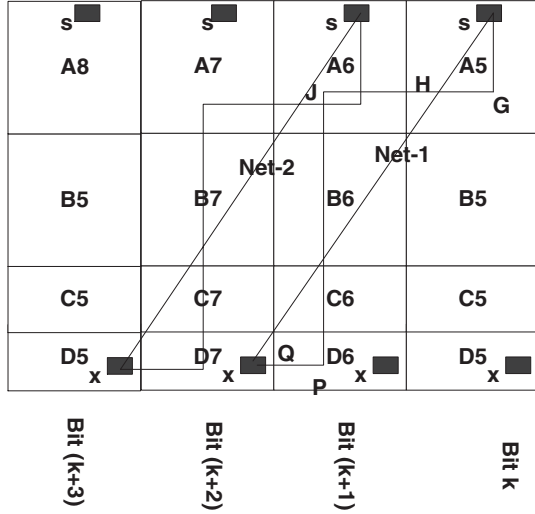 s s s s
A8 A7 A6 A5
J H G
Net-2 Net-1
B5 B7 B6 B5
C5 C7 C6 C5
D5 D7 Q D6 D5
x x P x x
Bit (k+3) Bit (k+2) Bit (k+1) Bit k